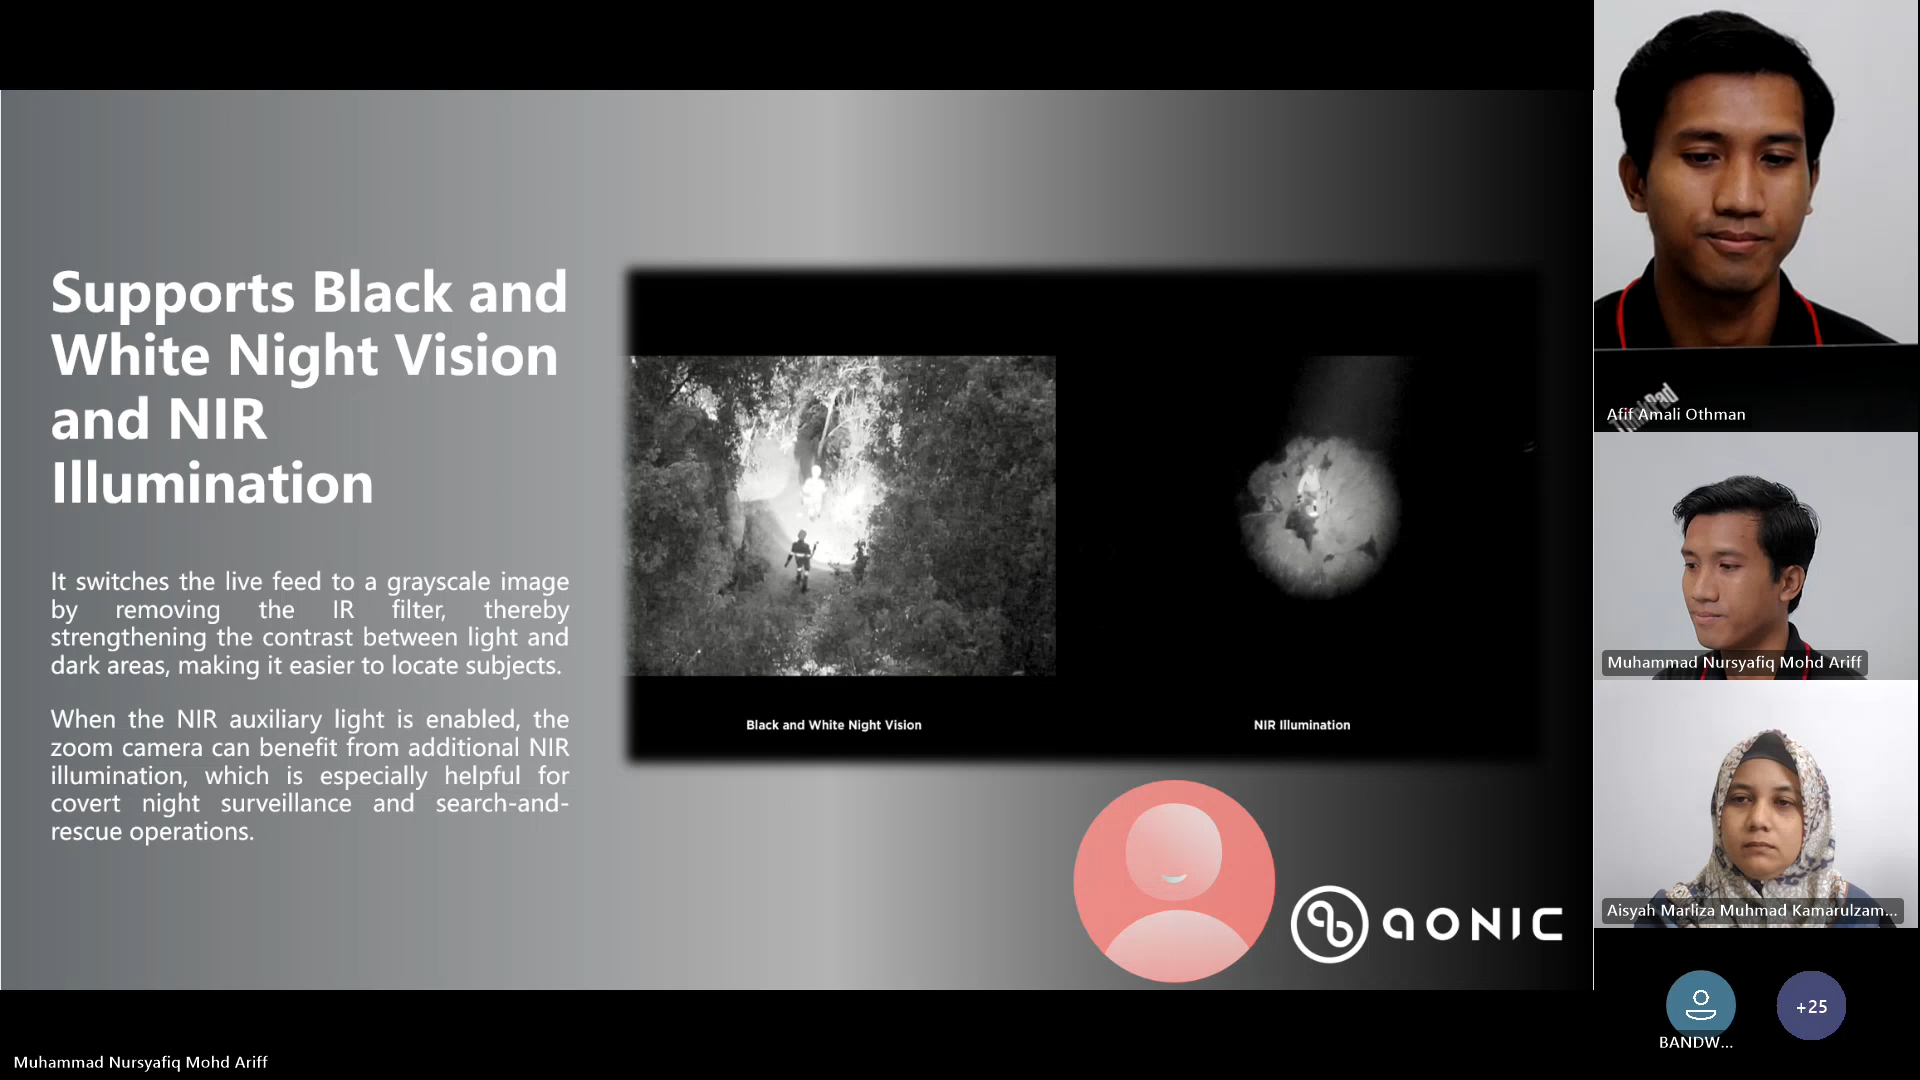 Supports Black and
White Night Vision
and NIR
Illumination
It switches the live feed to a grayscale image
by removing the IR filter, thereby
strengthening the contrast between light and
dark areas, making it easier to locate subjects.
When the NIR auxiliary light is enabled, the
zoom camera can benefit from additional NIR
illumination, which is especially helpful for
covert night surveillance and search-and-
rescue operations.
Black and White Night Vision
NIR Illumination
aonic
ThinkPad
Afif Amali Othman
Muhammad Nursyafiq Mohd Ariff
Aisyah Marliza Muhmad Kamarulzam...
BANDW...
+25
Muhammad Nursyafiq Mohd Ariff